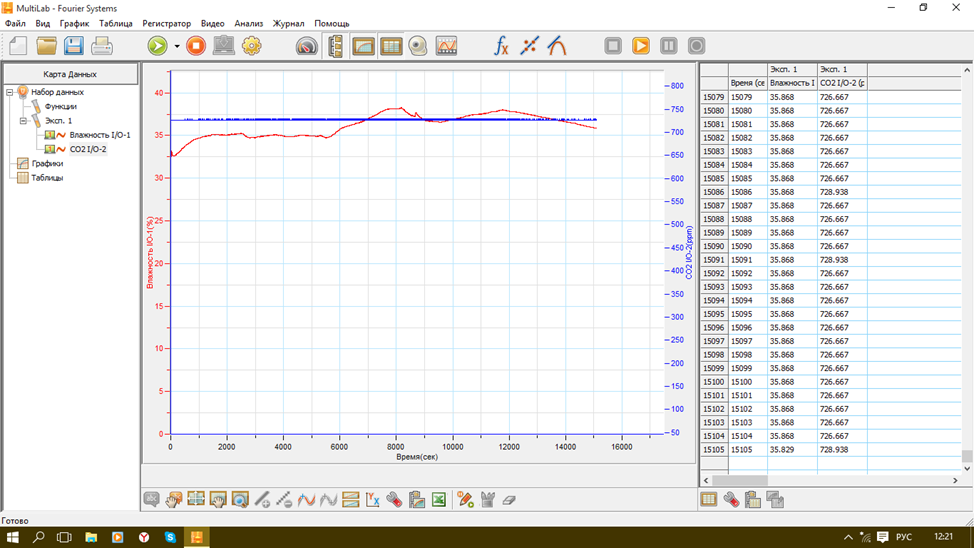 MultiLab - Fourier Systems
Файл Вид График Таблица Регистратор Видео Анализ Журнал Помощь
Карта Данных
Набор данных
Функции
Эксп. 1
Влажность I/O-1
CO2 I/O-2
Графики
Таблицы
Влажность I/O-1(%)
40
35
30
25
20
15
10
5
0
0 2000 4000 6000 8000 10000 12000 14000 16000
Время(сек)
800
750
700
650
600
550
500
450
400
350
300
250
200
150
100
50
CO2 I/O-2(ppm)
Эксп. 1 Эксп. 1
Время (се Влажность I CO2 I/O-2 (p
15079 15079 35.868 726.667
15080 15080 35.868 726.667
15081 15081 35.868 726.667
15082 15082 35.868 726.667
15083 15083 35.868 726.667
15084 15084 35.868 726.667
15085 15085 35.868 726.667
15086 15086 35.868 728.938
15087 15087 35.868 726.667
15088 15088 35.868 726.667
15089 15089 35.868 726.667
15090 15090 35.868 726.667
15091 15091 35.868 728.938
15092 15092 35.868 726.667
15093 15093 35.868 726.667
15094 15094 35.868 726.667
15095 15095 35.868 726.667
15096 15096 35.868 726.667
15097 15097 35.868 726.667
15098 15098 35.868 726.667
15099 15099 35.868 726.667
15100 15100 35.868 726.667
15101 15101 35.868 726.667
15102 15102 35.868 726.667
15103 15103 35.868 726.667
15104 15104 35.868 726.667
15105 15105 35.829 728.938
Готово
РУС 12:21